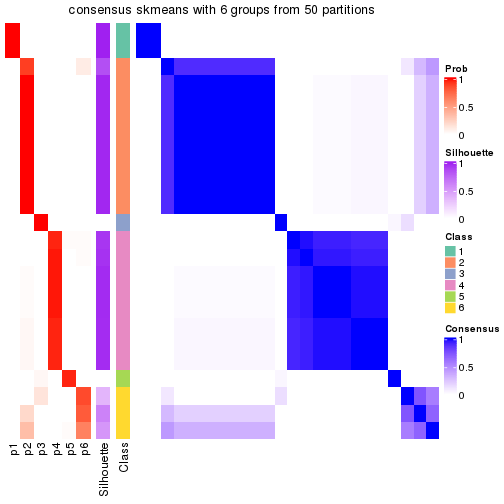 consensus skmeans with 6 groups from 50 partitions
Prob
1
0.5
0
Silhouette
1
0.5
0
Class
1
2
3
4
5
6
Consensus
1
0.5
0
p1
p2
p3
p4
p5
p6
Silhouette
Class